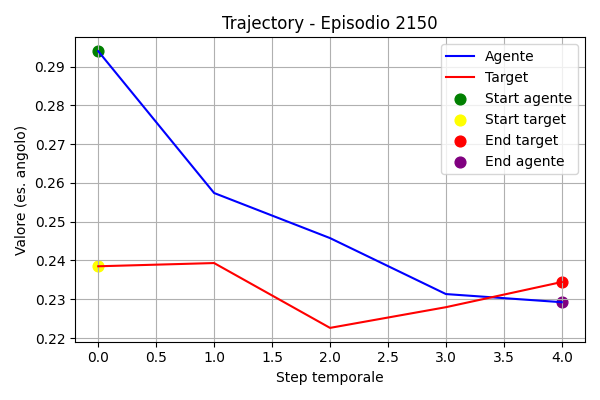 Trajectory - Episodio 2150
Valore (es. angolo)
0.29
0.28
0.27
0.26
0.25
0.24
0.23
0.22
Agente
Target
Start agente
Start target
End target
End agente
0.0 0.5 1.0 1.5 2.0 2.5 3.0 3.5 4.0
Step temporale